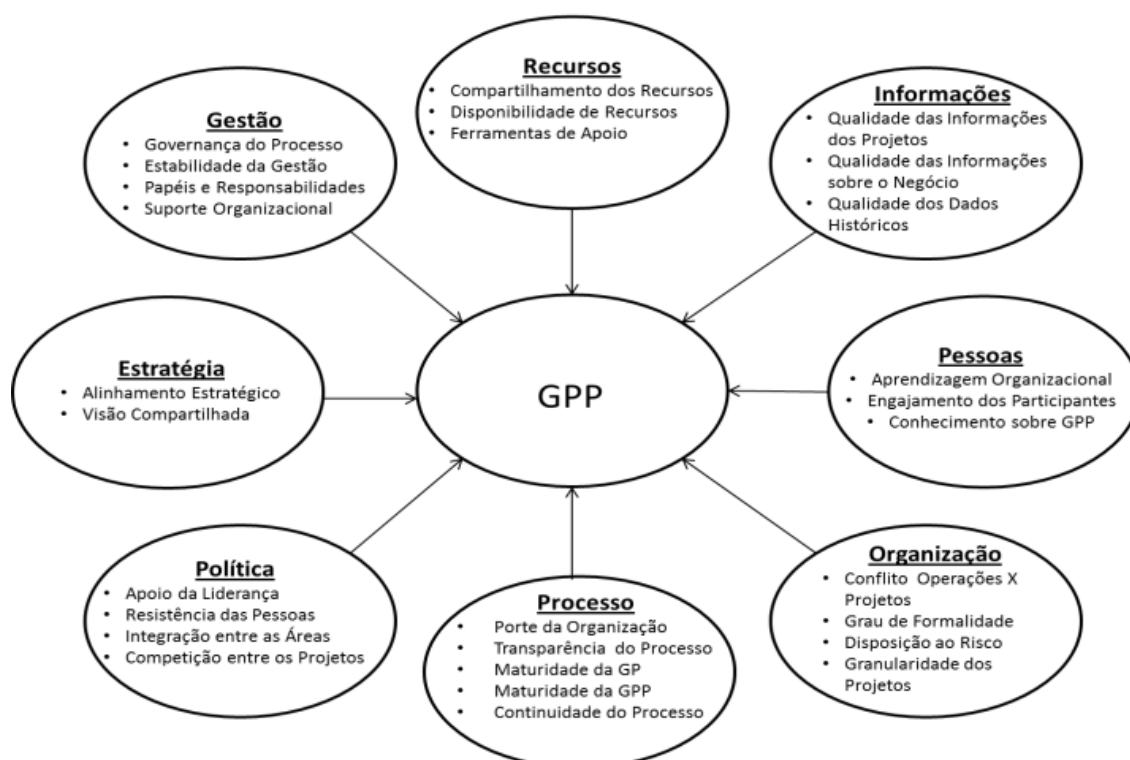 Recursos
• Compartilhamento dos Recursos
• Disponibilidade de Recursos
• Ferramentas de Apoio
Gestão
• Governança do Processo
• Estabilidade da Gestão
• Papéis e Responsabilidades
• Suporte Organizacional
Informações
• Qualidade das Informações
dos Projetos
• Qualidade das Informações
sobre o Negócio
• Qualidade dos Dados
Históricos
Estratégia
• Alinhamento Estratégico
• Visão Compartilhada
GPP
Pessoas
• Aprendizagem Organizacional
• Engajamento dos Participantes
• Conhecimento sobre GPP
Política
• Apoio da Liderança
• Resistência das Pessoas
• Integração entre as Áreas
• Competição entre os Projetos
Processo
• Porte da Organização
• Transparência do Processo
• Maturidade da GP
• Maturidade da GPP
• Continuidade do Processo
Organização
• Conflito Operações X
Projetos
• Grau de Formalidade
• Disposição ao Risco
• Granularidade dos
Projetos